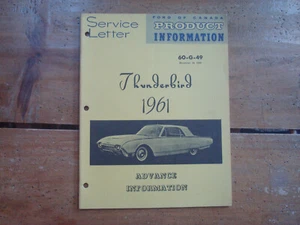 Service
Letter
FORD OF CANADA
PRODUCT
INFORMATION
60-G-49
Thunderbird
1961
ADVANCE
INFORMATION